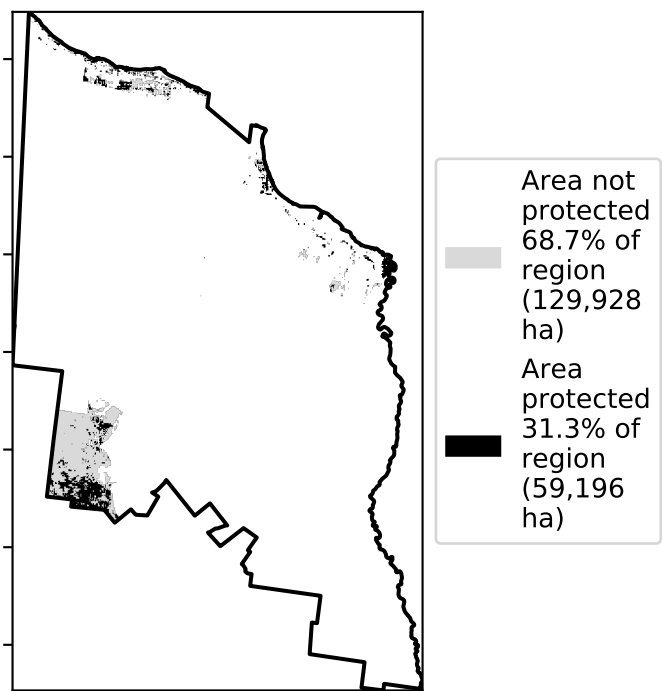 Area not
protected
68.7% of
region
(129,928
ha)
Area
protected
31.3% of
region
(59,196
ha)